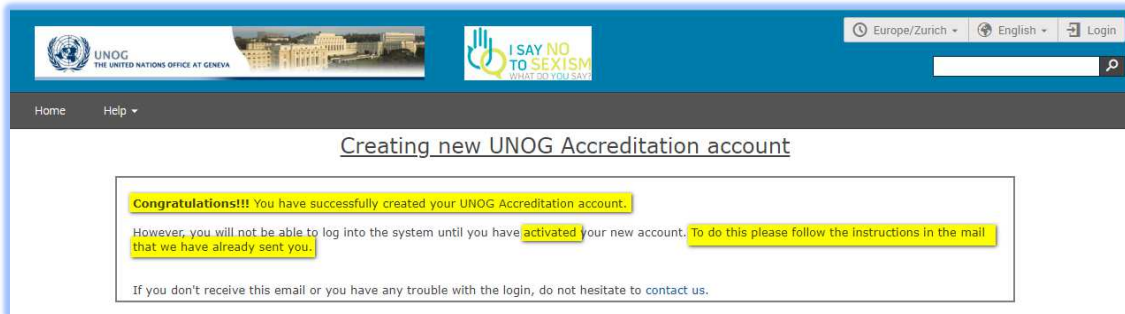 Europe/Zurich
English
Login
UNOG
THE UNITED NATIONS OFFICE AT GENEVA
I SAY NO
TO SEXISM
WHAT DO YOU SAY?
Home
Help
Creating new UNOG Accreditation account
Congratulations!!! You have successfully created your UNOG Accreditation account.
However, you will not be able to log into the system until you have activated your new account. To do this please follow the instructions in the mail
that we have already sent you.
If you don't receive this email or you have any trouble with the login, do not hesitate to contact us.